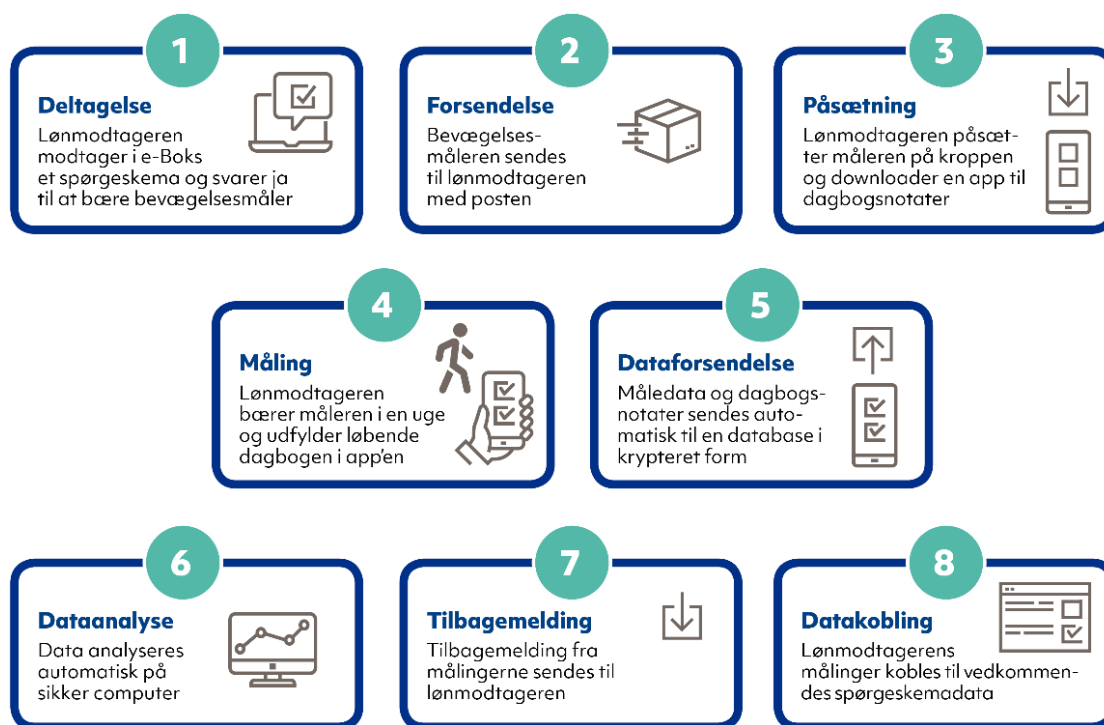 1
Deltagelse
Lønmodtageren
modtager i e-Boks
et spørgeskema og svarer ja
til at bære bevægelsesmåler
2
Forsendelse
Bevægelses-
måleren sendes
til lønmodtageren
med posten
3
Påsætning
Lønmodtageren påsæt-
ter måleren på kroppen
og downloader en app til
dagbogsnotater
4
Måling
Lønmodtageren
bærer måleren i en uge
og udfylder løbende
dagbogen i app'en
5
Dataforsendelse
Måledata og dagbogs-
notater sendes auto-
matisk til en database i
krypteret form
6
Dataanalyse
Data analyseres
automatisk på
sikker computer
7
Tilbagemelding
Tilbagemelding fra
målingerne sendes til
lønmodtageren
8
Datakobling
Lønmodtagerens
målinger kobles til vedkommen-
des spørgeskemadata